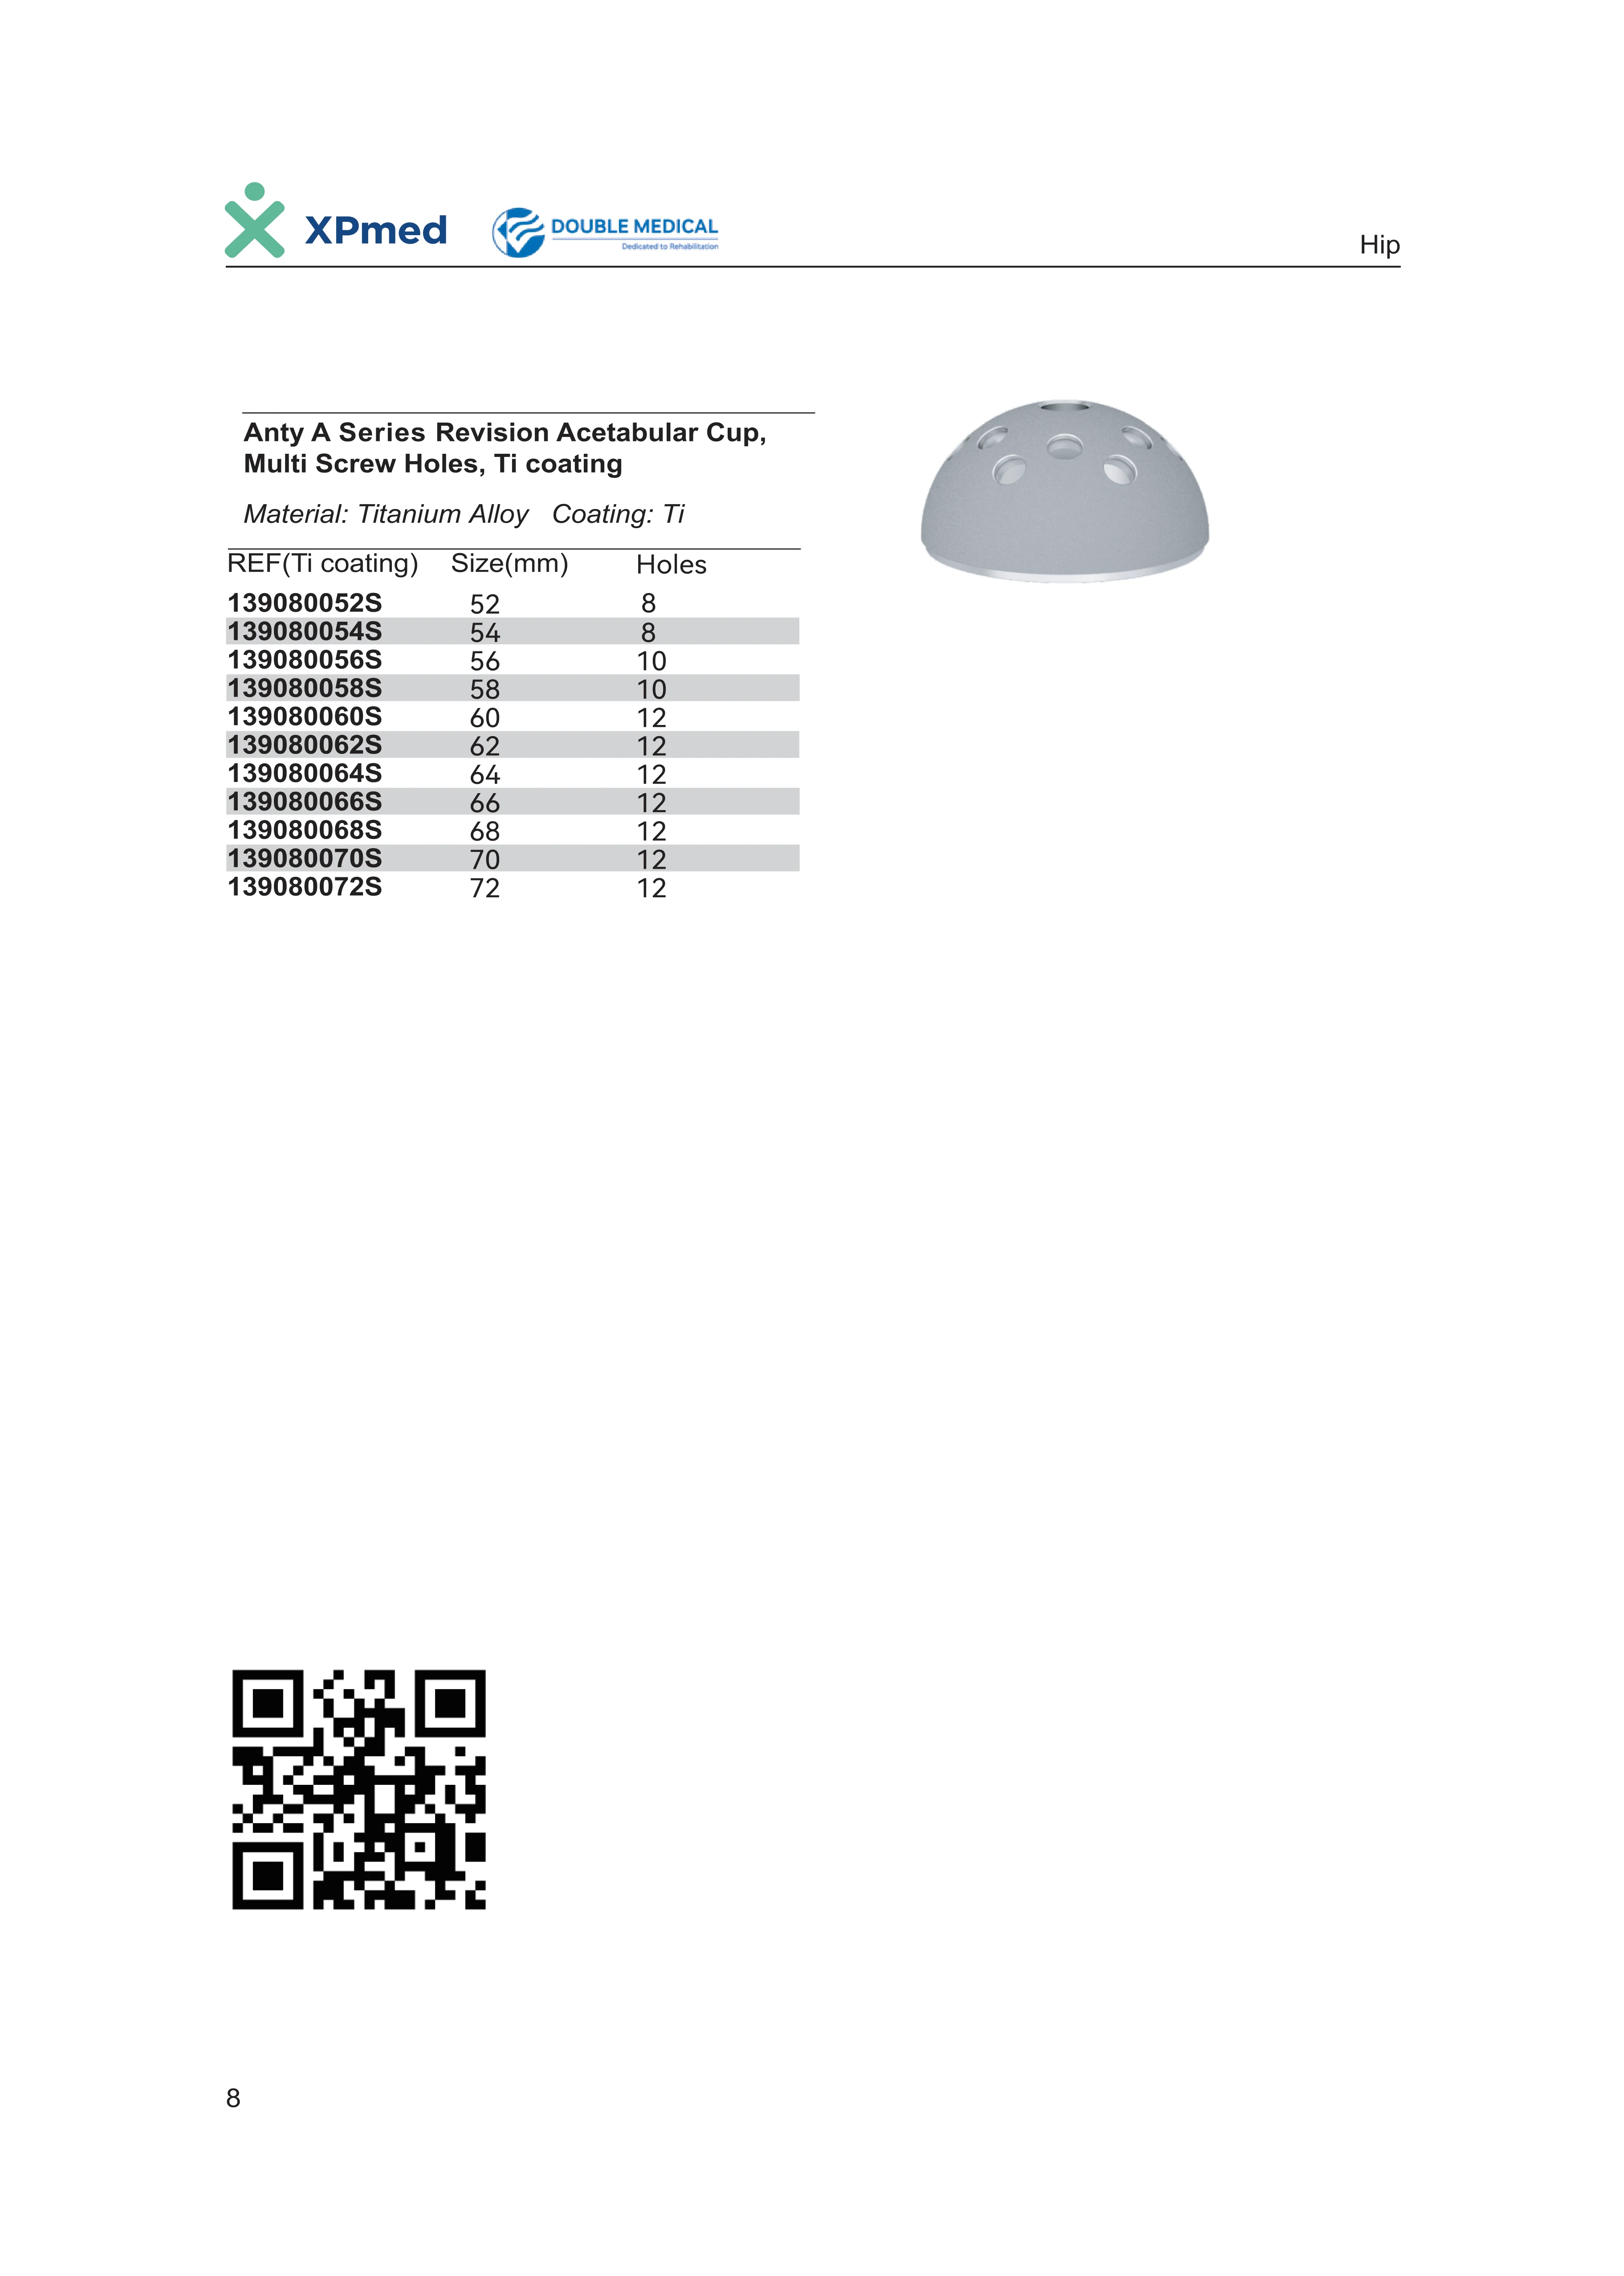 XPmed
DOUBLE MEDICAL
Dedicated to Rehabilitation
Hip
Anty A Series Revision Acetabular Cup,
Multi Screw Holes, Ti coating
Material: Titanium Alloy Coating: Ti
REF(Ti coating) Size(mm) Holes
139080052S 52 8
139080054S 54 8
139080056S 56 10
139080058S 58 10
139080060S 60 12
139080062S 62 12
139080064S 64 12
139080066S 66 12
139080068S 68 12
139080070S 70 12
139080072S 72 12
8